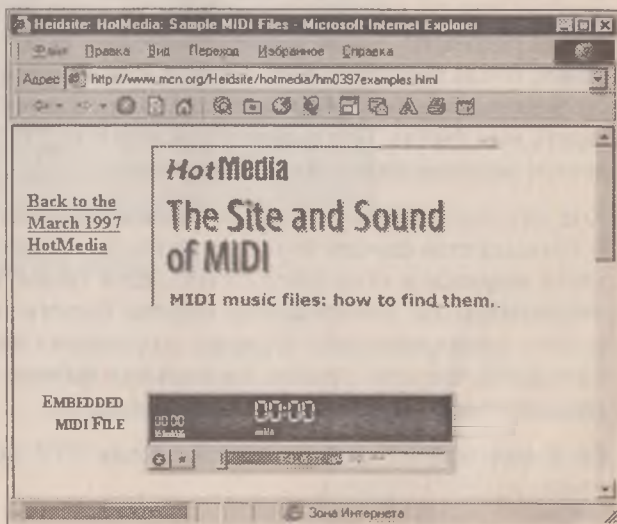 Heidsite: HotMedia: Sample MIDI Files - Microsoft Internet Explorer
Файл Правка Вид Переход Избранное Справка
Адрес http://www.mcn.org/Heidsite/hotmedia/hm0397examples.html
HotMedia
Back to the
March 1997
HotMedia
The Site and Sound
of MIDI
MIDI music files: how to find them.
EMBEDDED
MIDI FILE
00:00
00:00
Зона Интернета